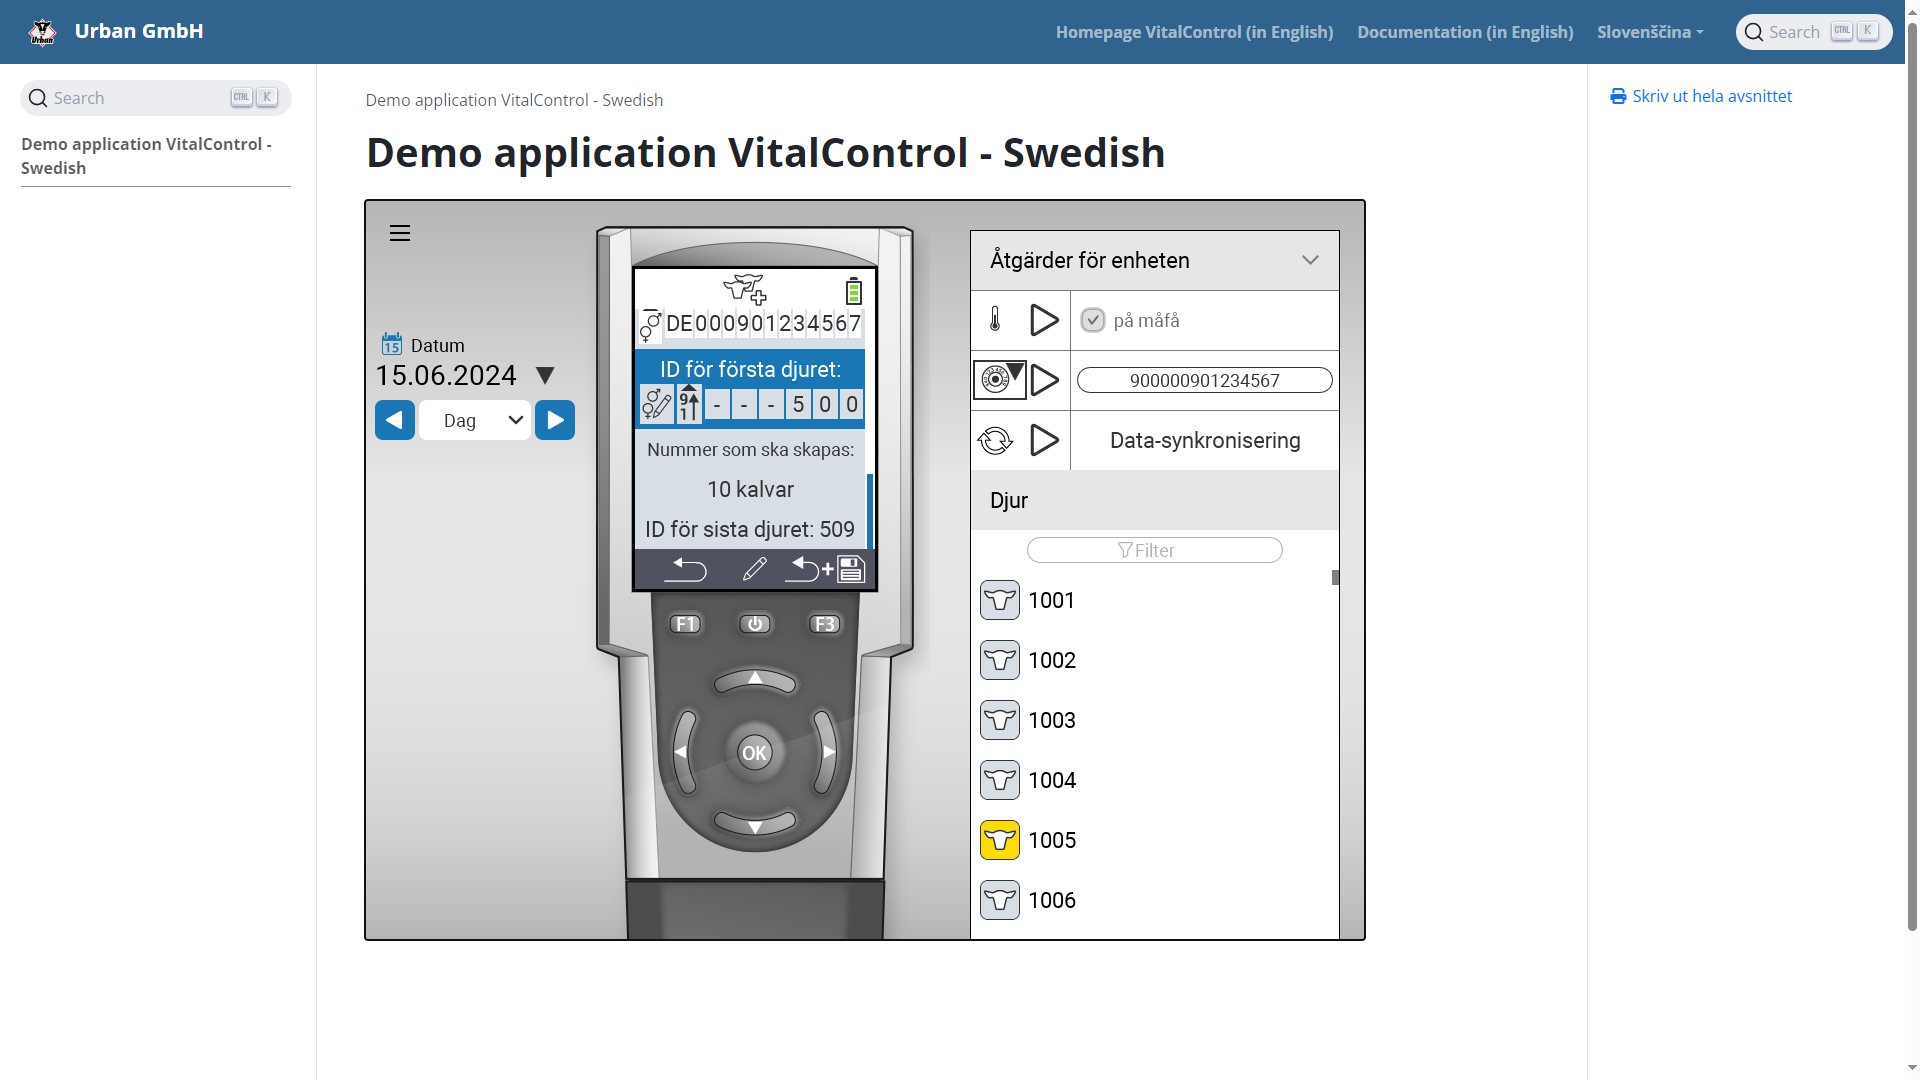 Urban GmbH
Homepage VitalControl (in English)
Documentation (in English)
Slovenščina
Search CTRL K
Search CTRL K
Demo application VitalControl -
Swedish
Demo application VitalControl - Swedish
Demo application VitalControl - Swedish
Skriv ut hela avsnittet
15 Datum
15.06.2024
Dag
DE000901234567
ID för första djuret:
9 1 - - - 5 0 0
Nummer som ska skapas:
10 kalvar
ID för sista djuret: 509
F1
F3
OK
Åtgärder för enheten
på måfå
900000901234567
Data-synkronisering
Djur
Filter
1001
1002
1003
1004
1005
1006